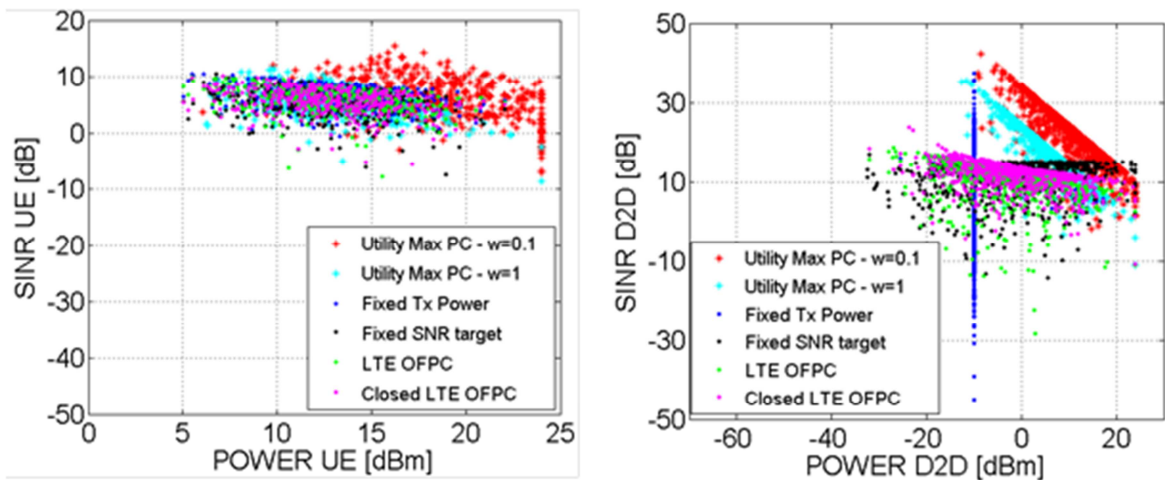 20
10
0
-10
-20
-30
-40
-50
SINR UE [dB]
Utility Max PC - w=0.1
Utility Max PC - w=1
Fixed Tx Power
Fixed SNR target
LTE OFPC
Closed LTE OFPC
0 5 10 15 20 25
POWER UE [dBm]
50
30
10
-10
-30
-50
SINR D2D [dB]
Utility Max PC - w=0.1
Utility Max PC - w=1
Fixed Tx Power
Fixed SNR target
LTE OFPC
Closed LTE OFPC
-60 -40 -20 0 20
POWER D2D [dBm]